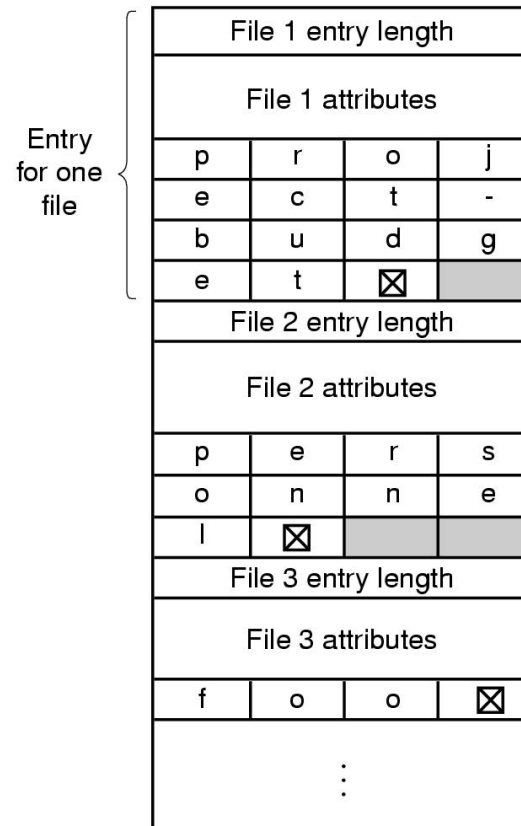 File 1 entry length
File 1 attributes
Entry
for one
file
p r o j
e c t -
b u d g
e t ☒
File 2 entry length
File 2 attributes
p e r s
o n n e
l ☒
File 3 entry length
File 3 attributes
f o o ☒
⋮